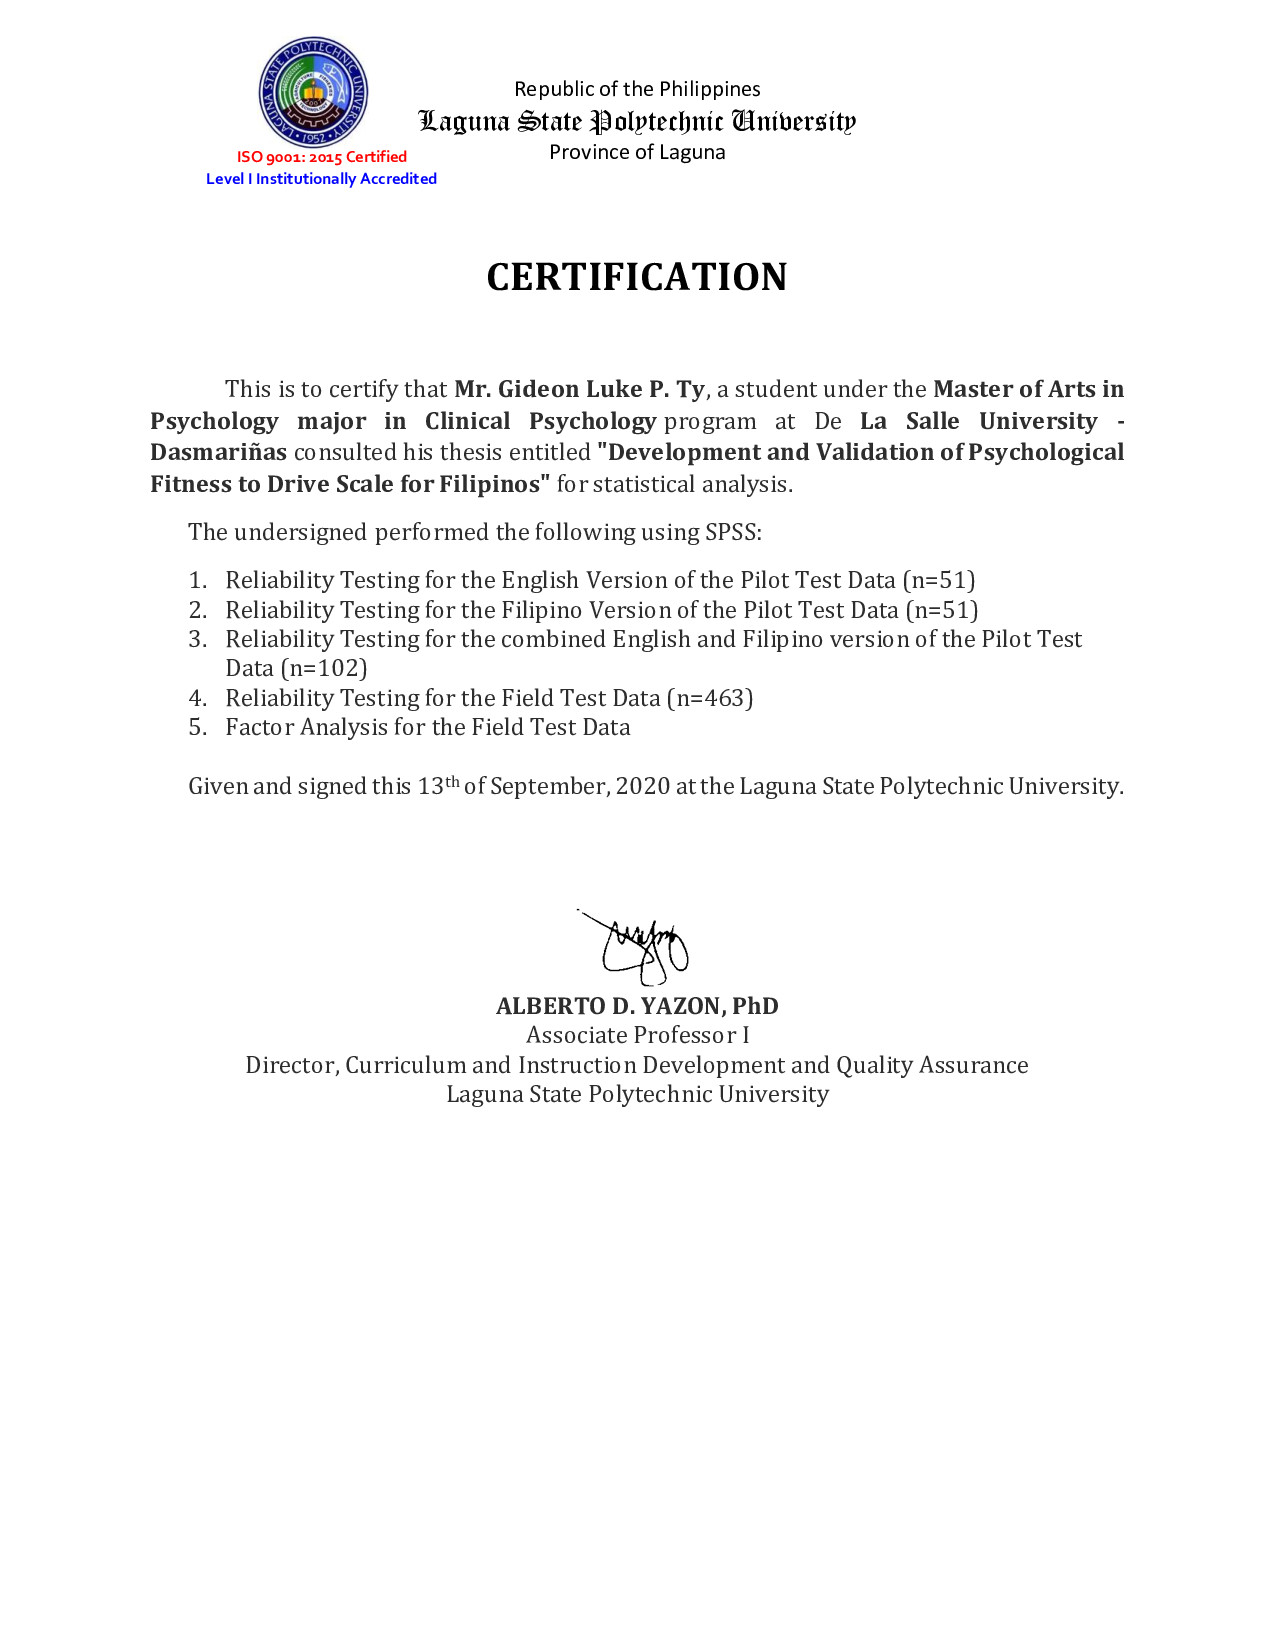 LAGUNA STATE POLYTECHNIC UNIVERSITY
1952
Republic of the Philippines
Laguna State Polytechnic University
Province of Laguna
ISO 9001: 2015 Certified
Level I Institutionally Accredited
CERTIFICATION
This is to certify that Mr. Gideon Luke P. Ty, a student under the Master of Arts in
Psychology major in Clinical Psychology program at De La Salle University -
Dasmariñas consulted his thesis entitled "Development and Validation of Psychological
Fitness to Drive Scale for Filipinos" for statistical analysis.
The undersigned performed the following using SPSS:
1. Reliability Testing for the English Version of the Pilot Test Data (n=51)
2. Reliability Testing for the Filipino Version of the Pilot Test Data (n=51)
3. Reliability Testing for the combined English and Filipino version of the Pilot Test
Data (n=102)
4. Reliability Testing for the Field Test Data (n=463)
5. Factor Analysis for the Field Test Data
Given and signed this 13th of September, 2020 at the Laguna State Polytechnic University.
ALBERTO D. YAZON, PhD
Associate Professor I
Director, Curriculum and Instruction Development and Quality Assurance
Laguna State Polytechnic University